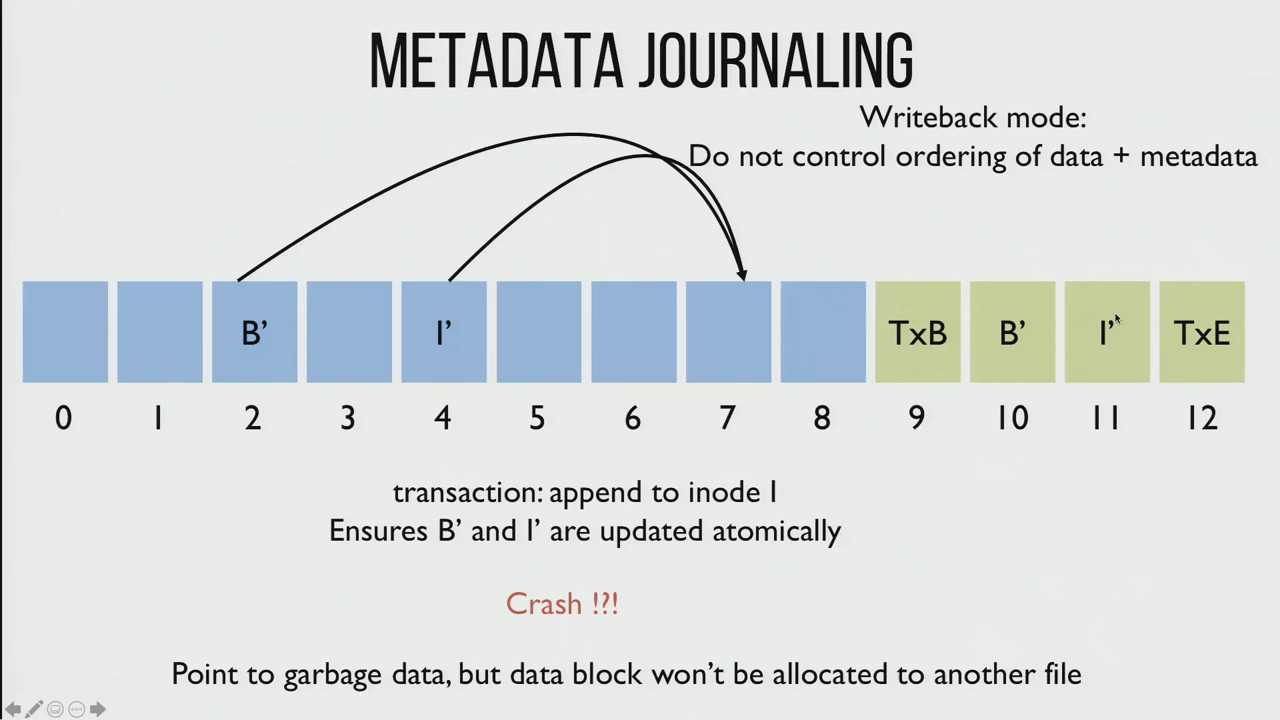 METADATA JOURNALING
Writeback mode:
Do not control ordering of data + metadata
B’ I’ TxB B’ I’ TxE
0 1 2 3 4 5 6 7 8 9 10 11 12
transaction: append to inode I
Ensures B’ and I’ are updated atomically
Crash !?!
Point to garbage data, but data block won’t be allocated to another file